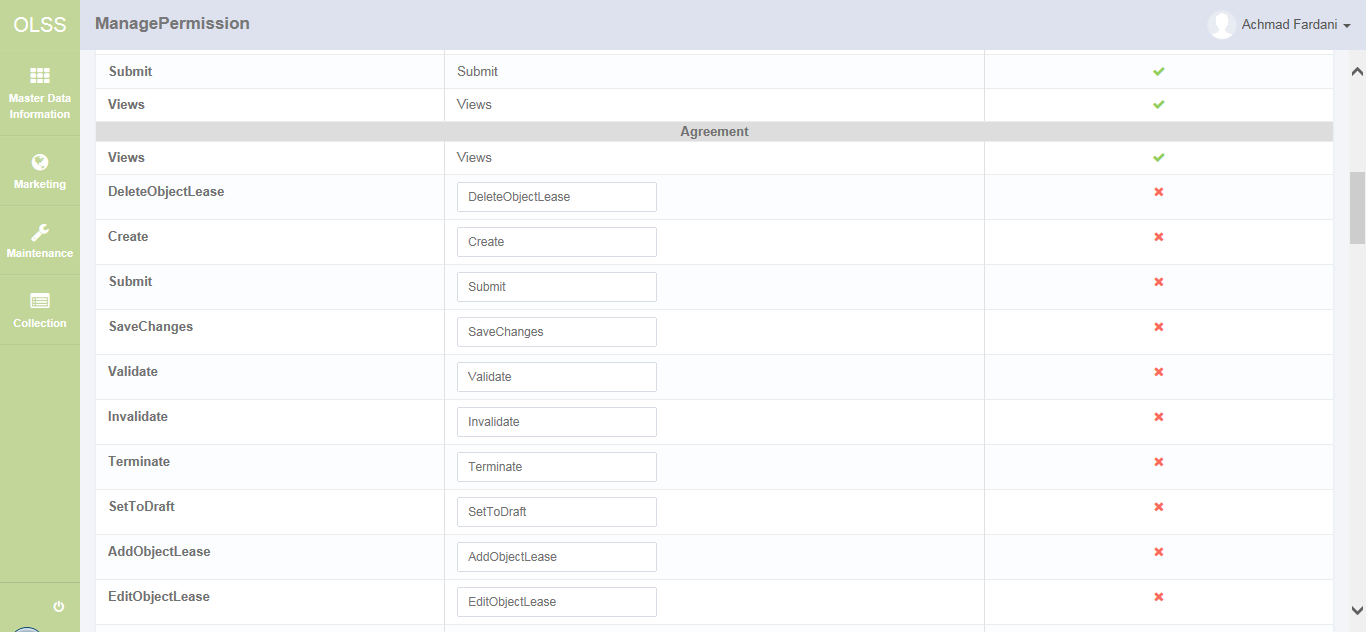 OLSS
ManagePermission
Achmad Fardani
Master Data
Information
Marketing
Maintenance
Collection
Submit Submit
Views Views
Agreement
Views Views
DeleteObjectLease DeleteObjectLease
Create Create
Submit Submit
SaveChanges SaveChanges
Validate Validate
Invalidate Invalidate
Terminate Terminate
SetToDraft SetToDraft
AddObjectLease AddObjectLease
EditObjectLease EditObjectLease